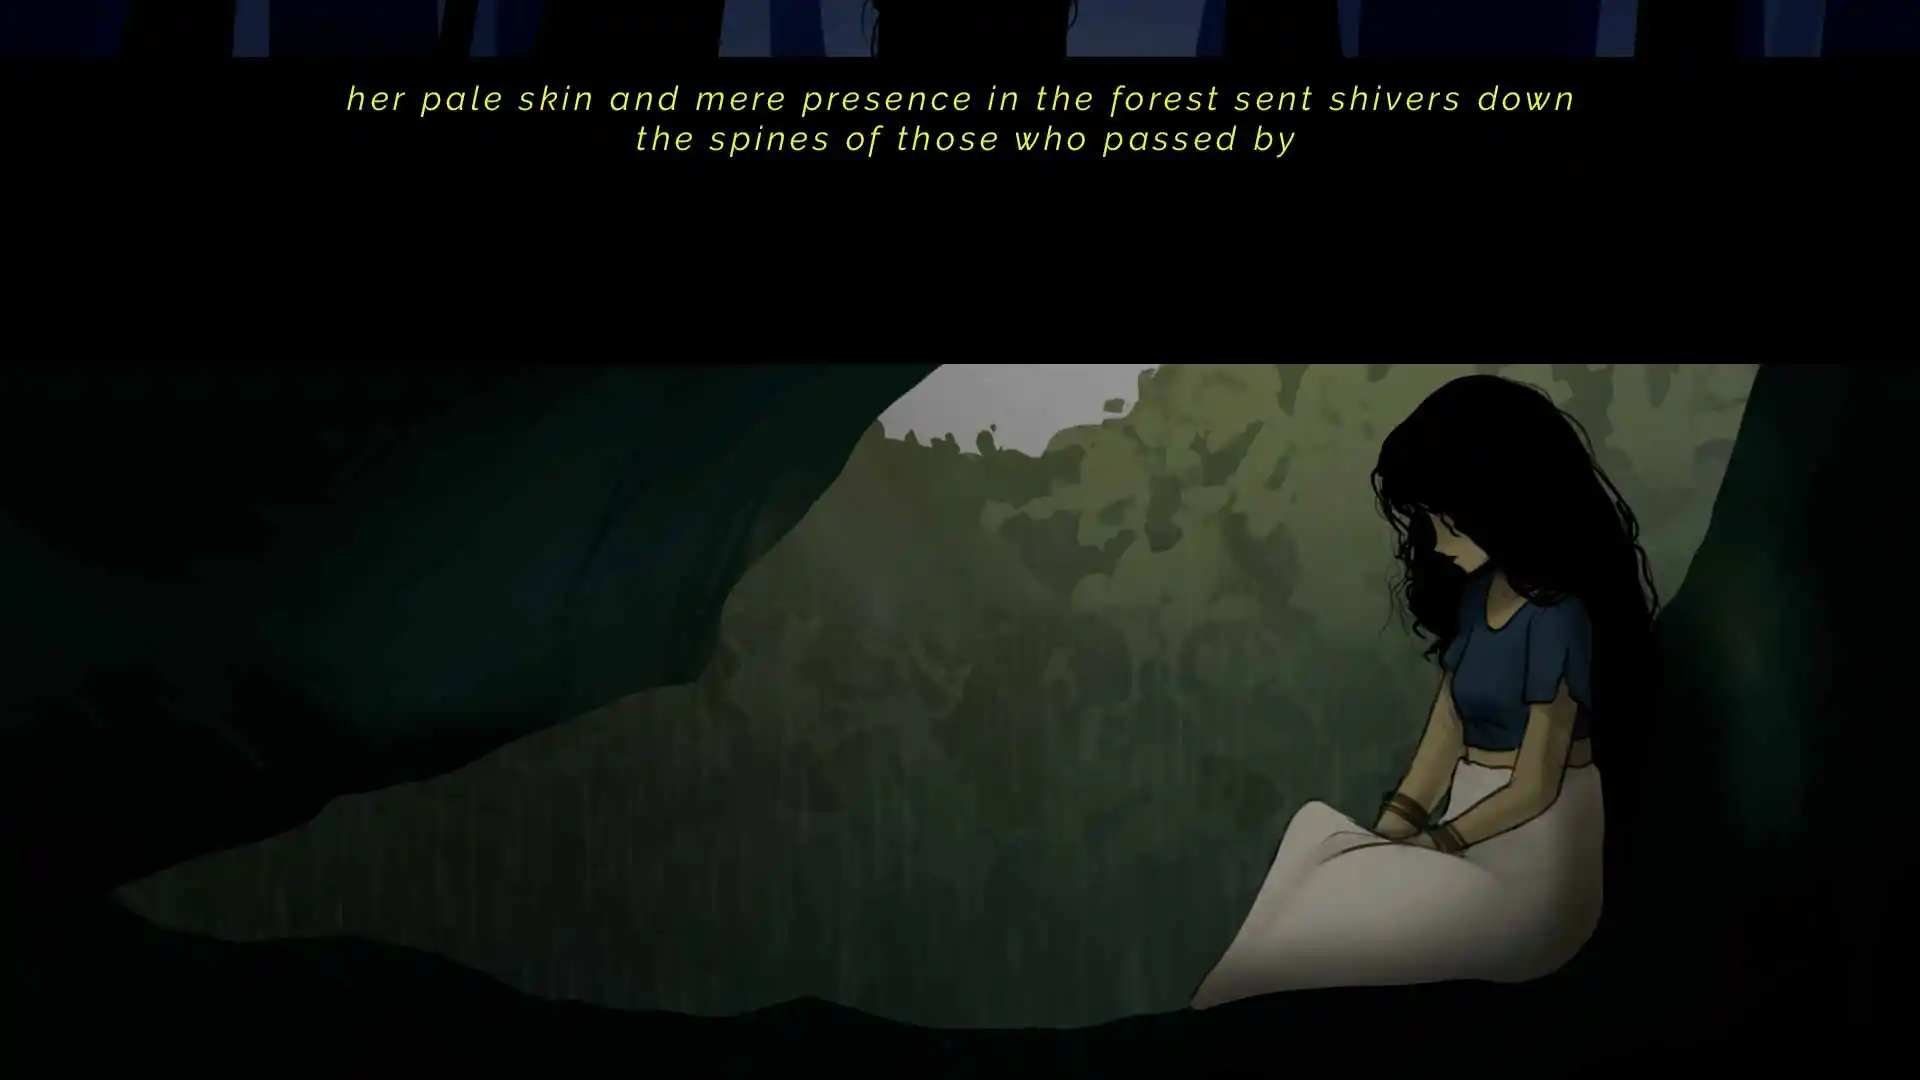 her pale skin and mere presence in the forest sent shivers down
the spines of those who passed by